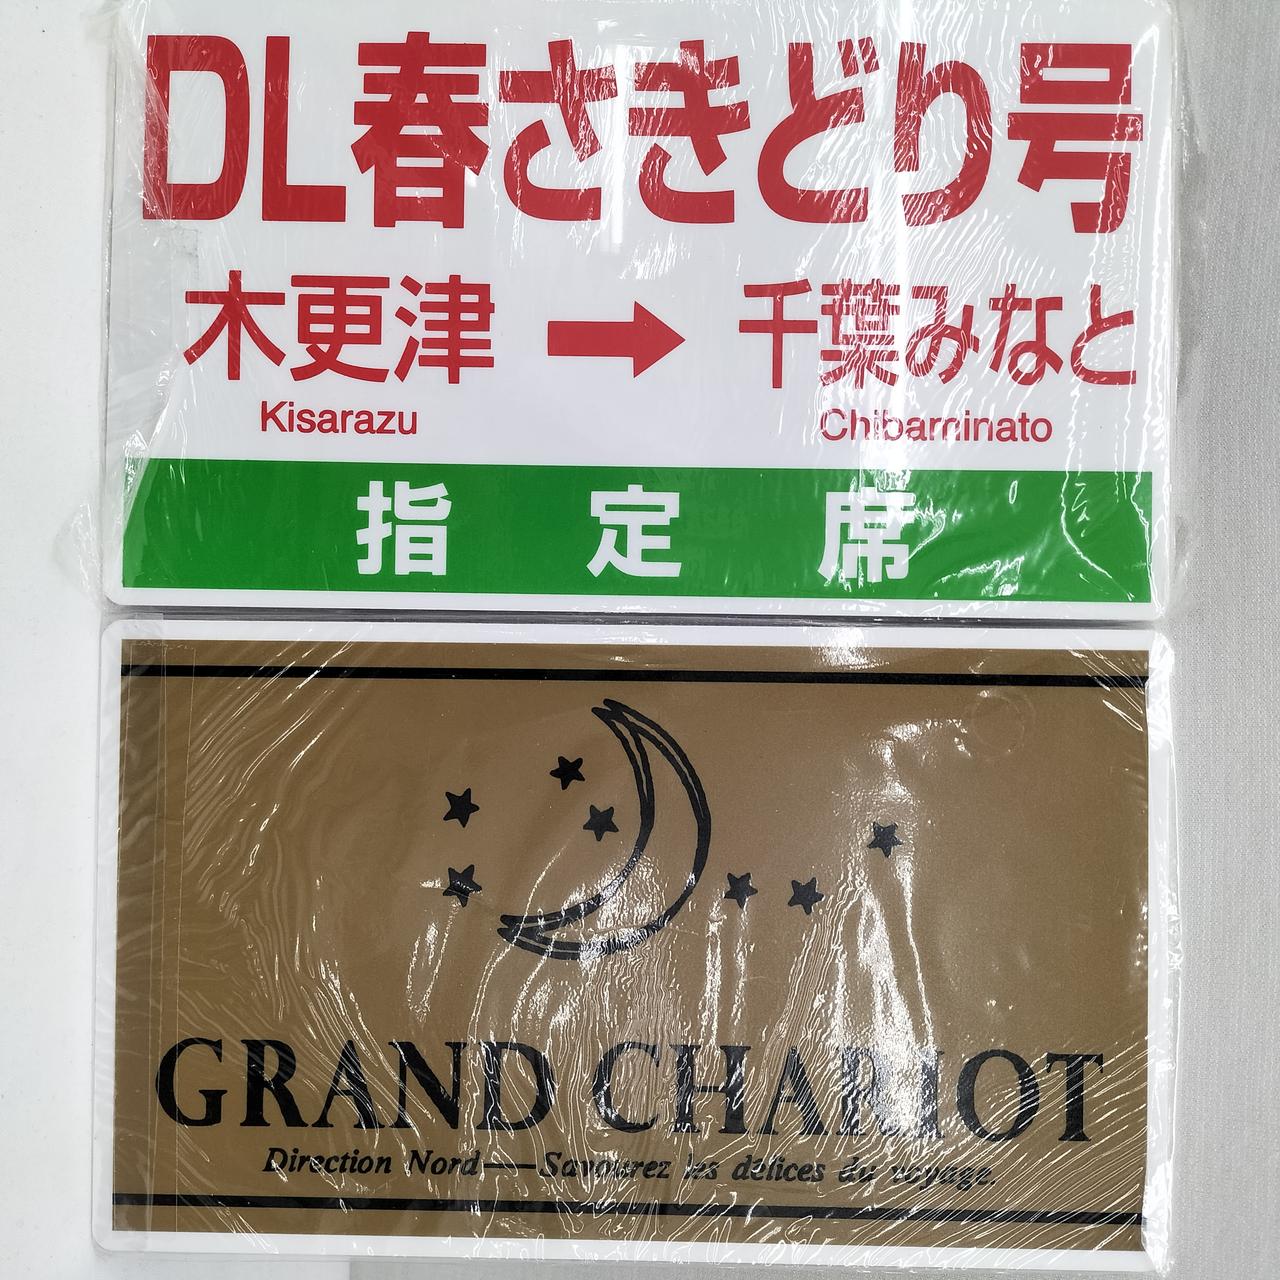 DL春さきどり号
木更津 → 千葉みなと
Kisarazu Chibaminato
指定席
GRAND CHARIOT
Direction Nord——Savourez les délices du voyage.